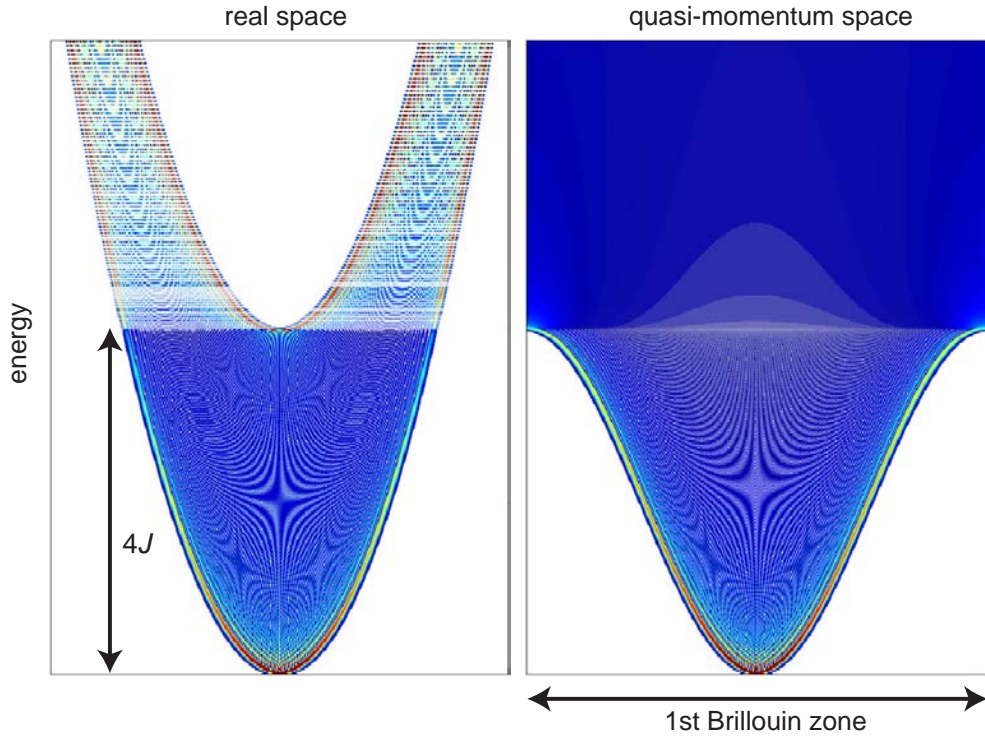 real space
quasi-momentum space
energy
4J
1st Brillouin zone